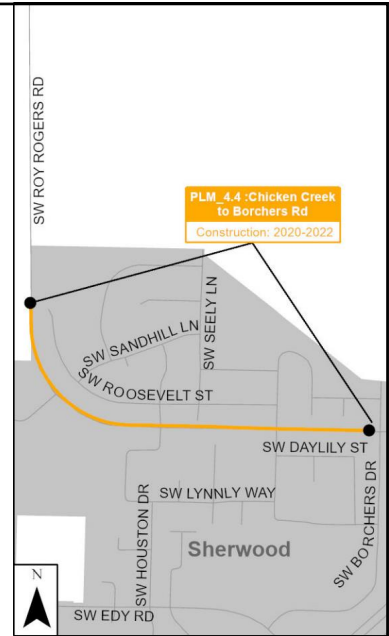 SW ROY ROGERS RD
PLM_4.4 :Chicken Creek
to Borchers Rd
Construction: 2020-2022
SW SEELY LN
SW SANDHILL LN
SW ROOSEVELT ST
SW DAYLILY ST
SW LYNNLY WAY
SW BORCHERS DR
SW HOUSTON DR
Sherwood
N
SW EDY RD